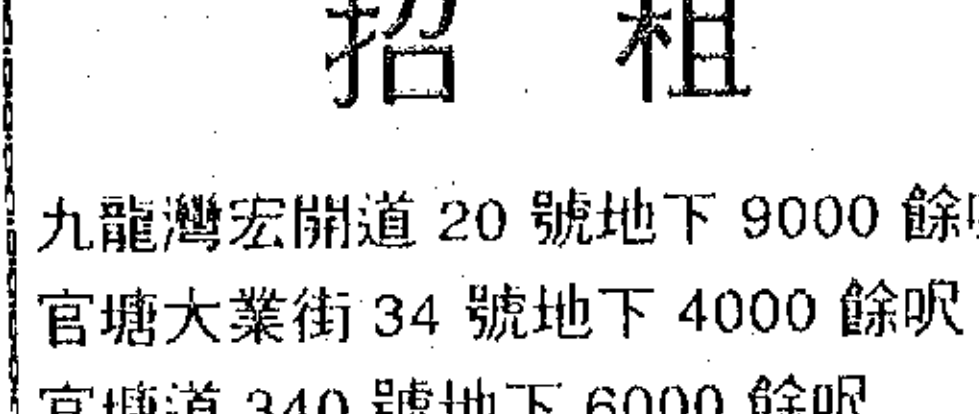 招 租
九龍灣宏開道 20 號地下 9000 餘呎
官塘大業街 34 號地下 4000 餘呎
官塘道 340 號地下 6000 餘呎